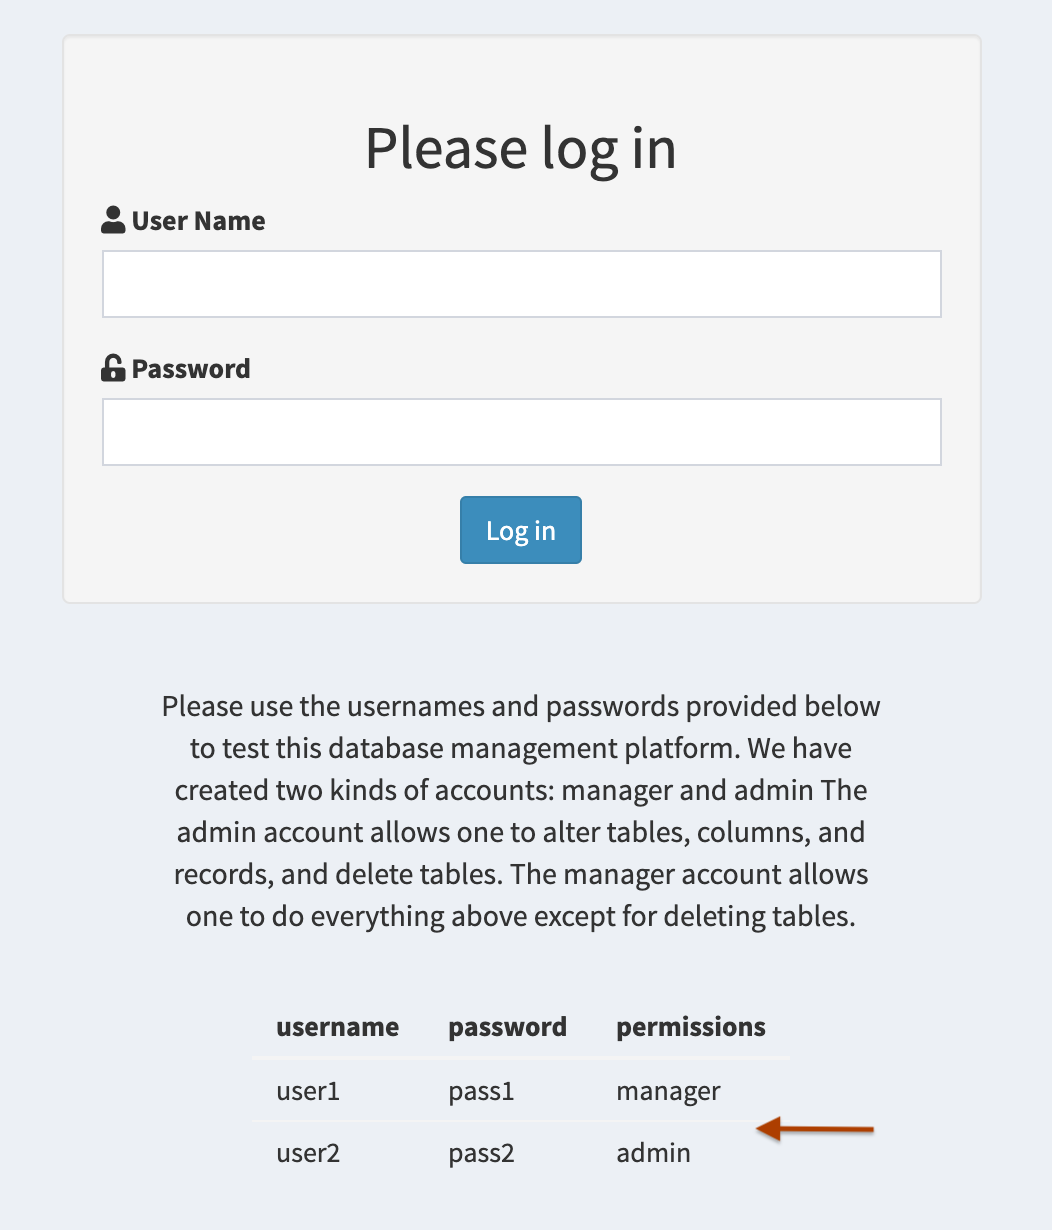 Please log in
User Name
Password
Log in
Please use the usernames and passwords provided below
to test this database management platform. We have
created two kinds of accounts: manager and admin The
admin account allows one to alter tables, columns, and
records, and delete tables. The manager account allows
one to do everything above except for deleting tables.
username password permissions
user1 pass1 manager
user2 pass2 admin